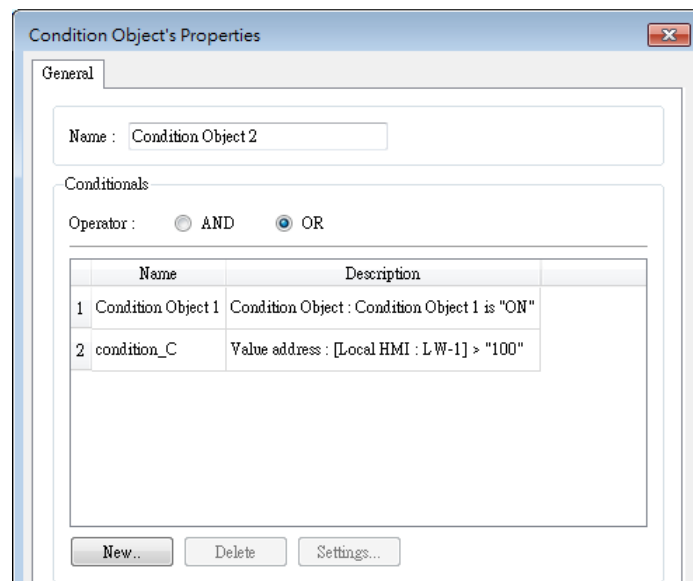 Condition Object's Properties
General
Name : Condition Object 2
Conditionals
Operator : AND OR
Name Description
1 Condition Object 1 Condition Object : Condition Object 1 is "ON"
2 condition_C Value address : [Local HMI : LW-1] > "100"
New.. Delete Settings...